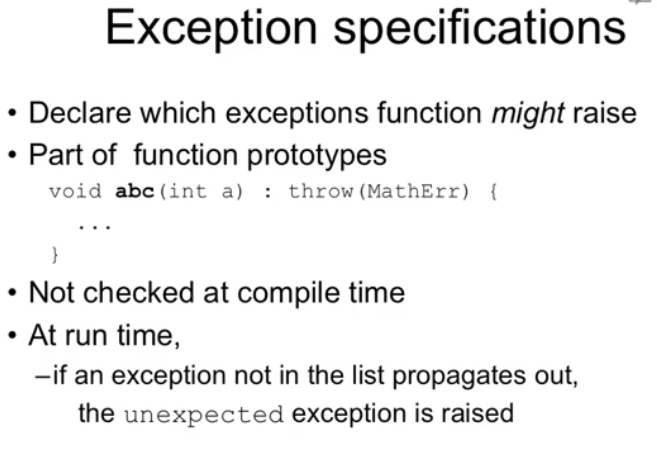 Exception specifications
• Declare which exceptions function might raise
• Part of function prototypes
void abc(int a) : throw(MathErr) {
...
}
• Not checked at compile time
• At run time,
–if an exception not in the list propagates out,
the unexpected exception is raised